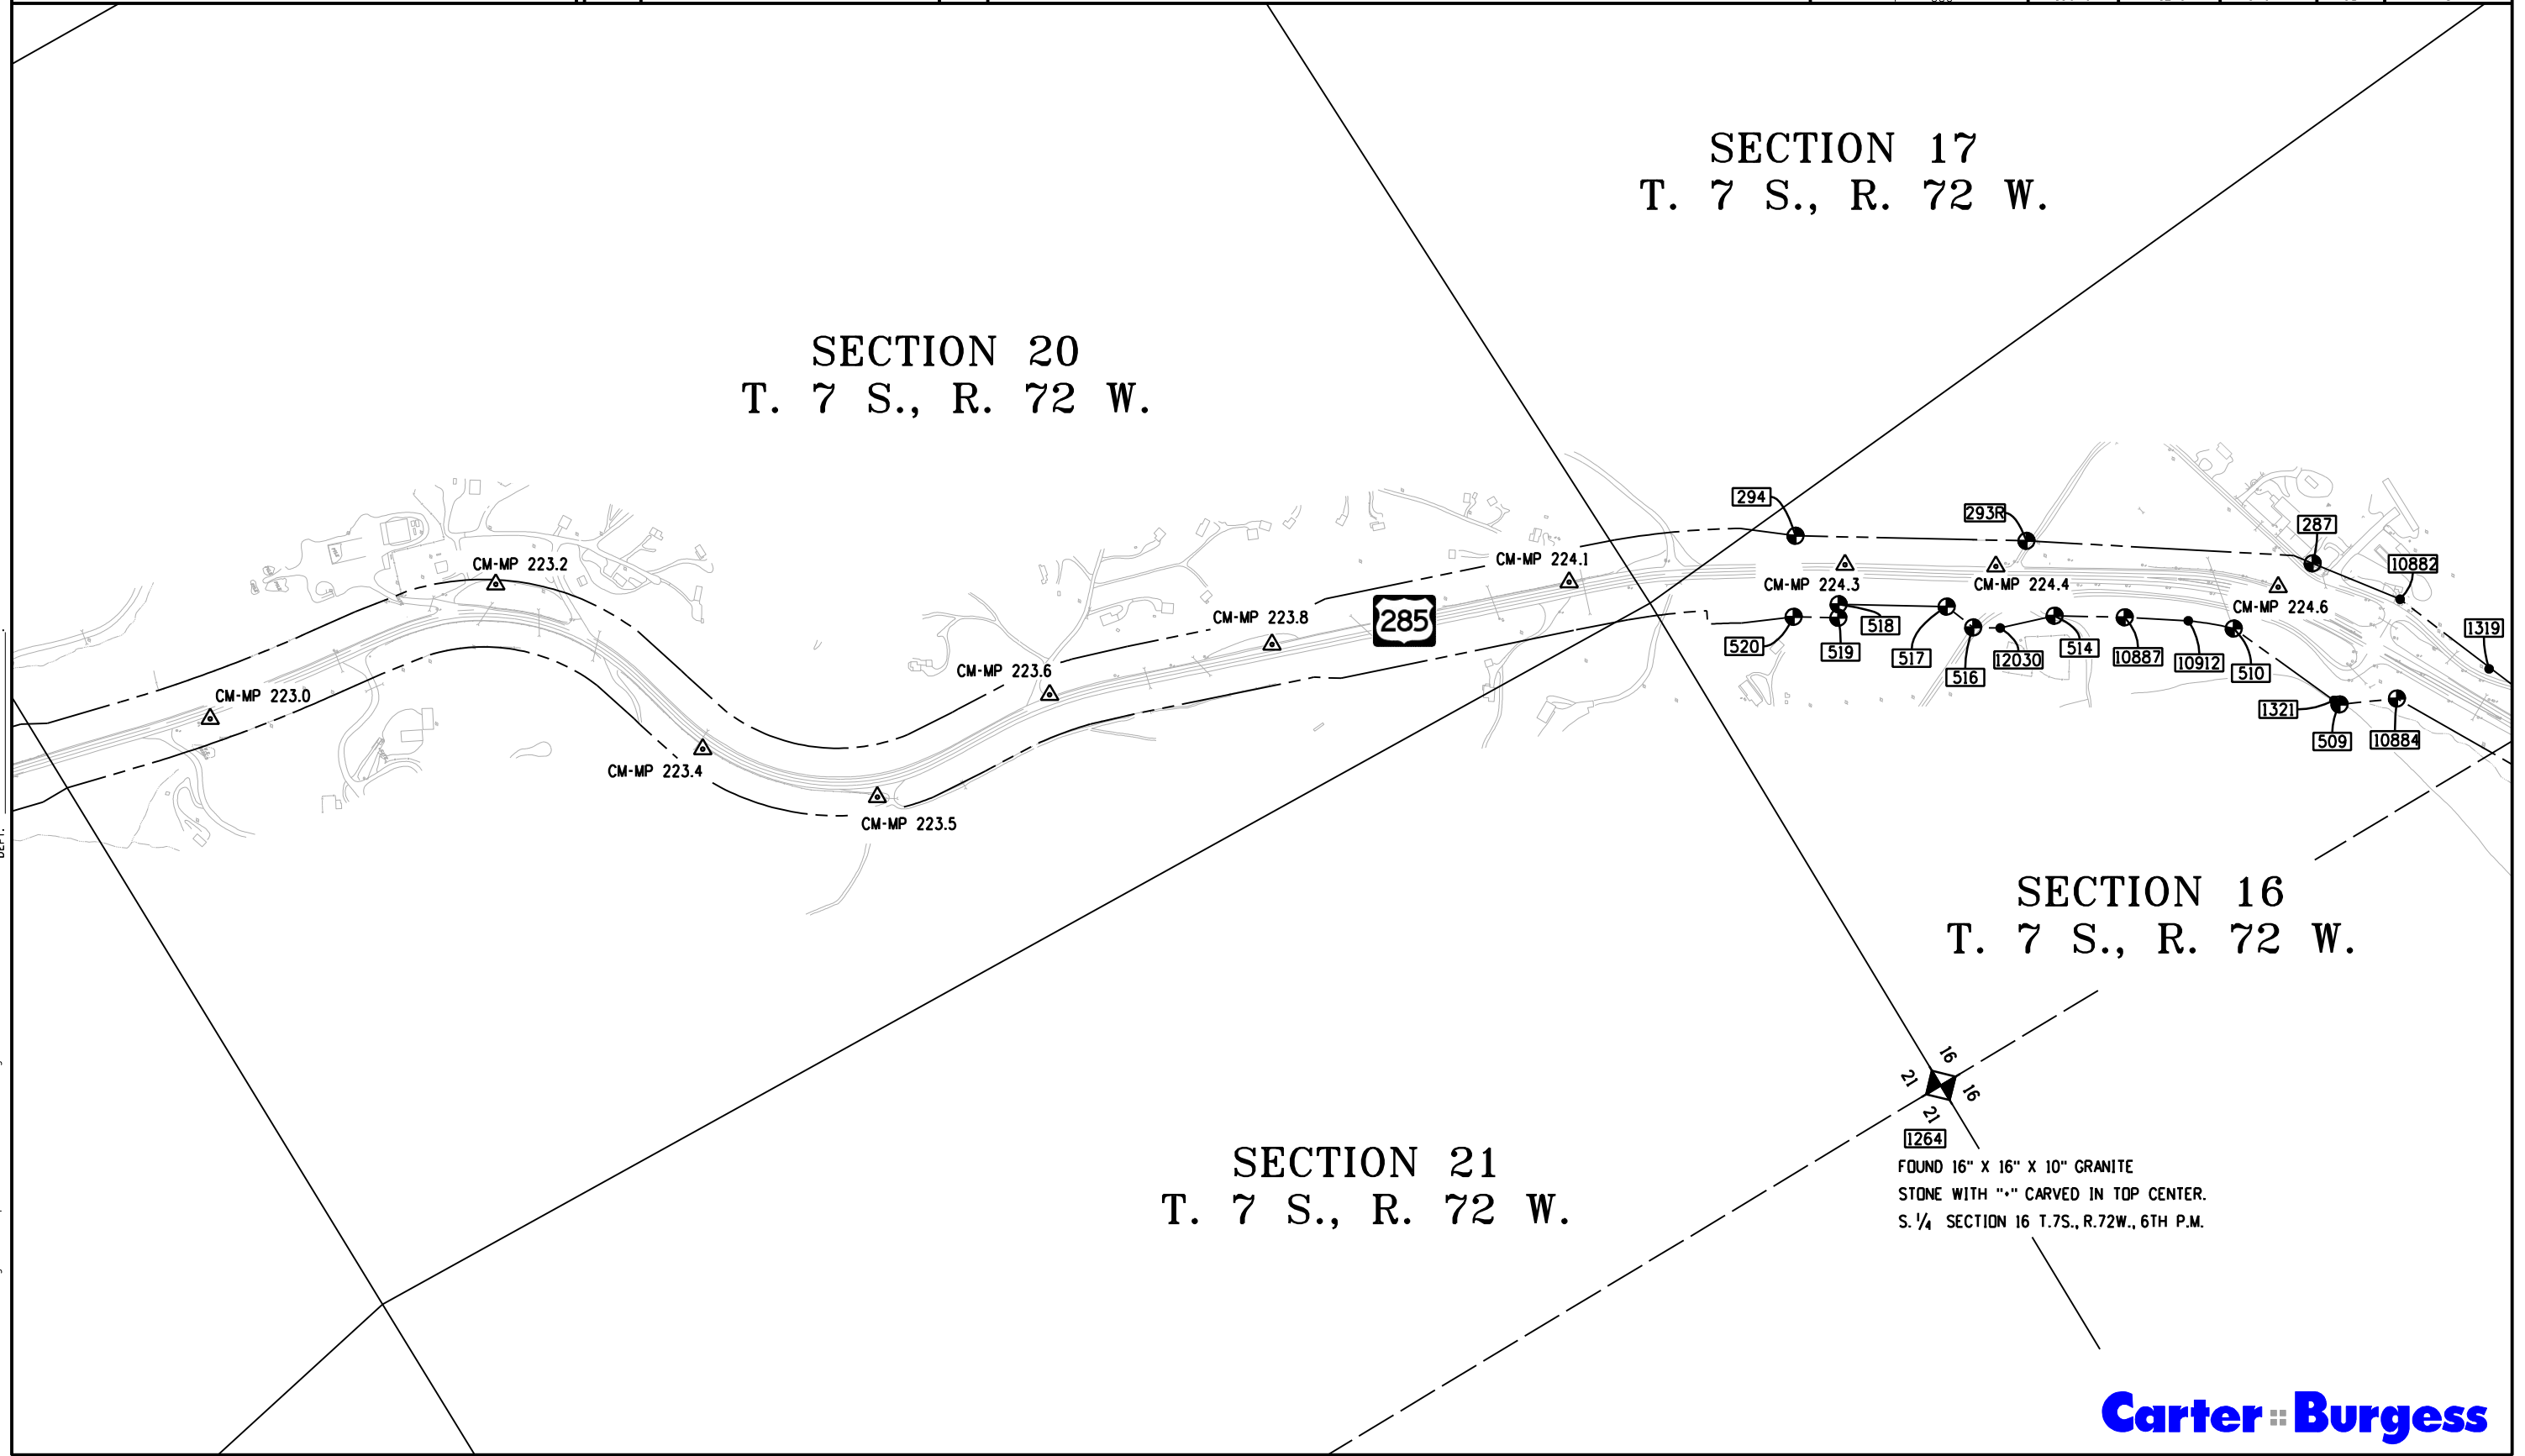 SECTION 17
T. 7 S., R. 72 W.
SECTION 20
T. 7 S., R. 72 W.
294
293R
287
10882
CM-MP 223.2
CM-MP 224.1
CM-MP 224.3
CM-MP 224.4
CM-MP 224.6
CM-MP 223.8
285
1319
520
519
518
517
516
12030
514
10887
10912
510
CM-MP 223.6
CM-MP 223.0
1321
509
10884
CM-MP 223.4
CM-MP 223.5
DEPT.
SECTION 16
T. 7 S., R. 72 W.
16
21
16
21
1264
FOUND 16" X 16" X 10" GRANITE
STONE WITH "+" CARVED IN TOP CENTER.
S. 1/4 SECTION 16 T.7S., R.72W., 6TH P.M.
SECTION 21
T. 7 S., R. 72 W.
Carter Burgess